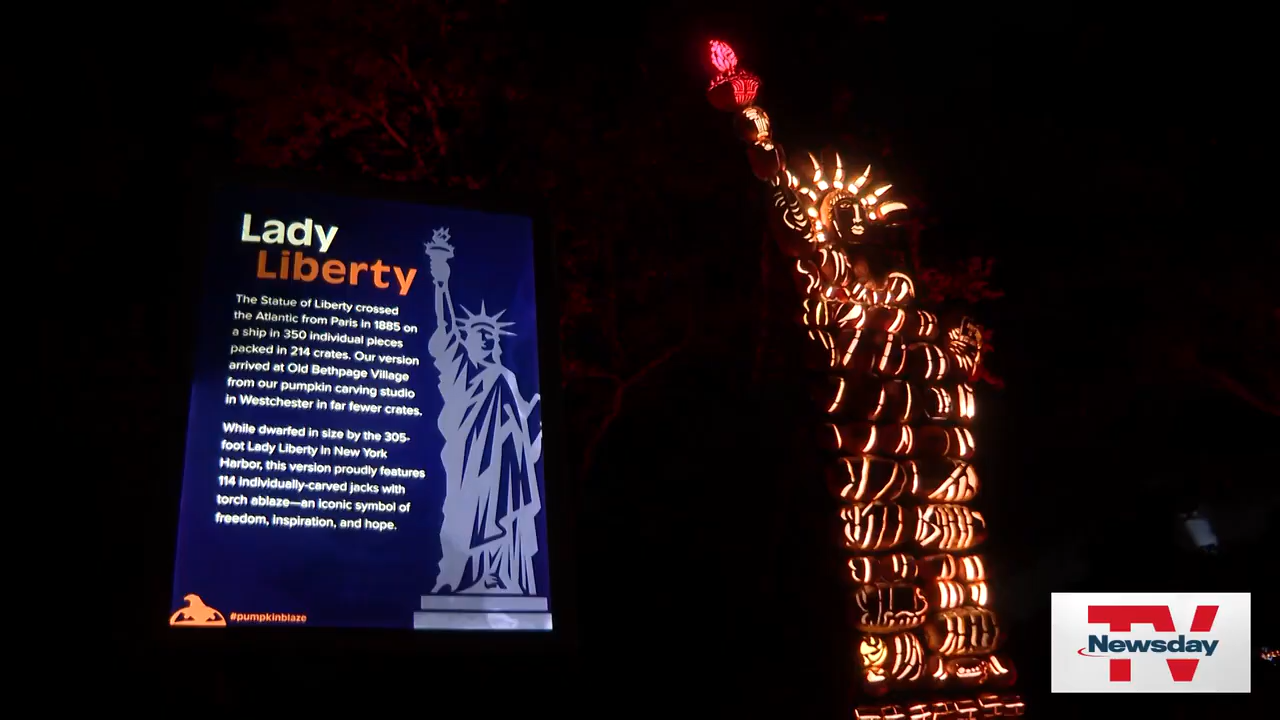 Lady
Liberty
The Statue of Liberty crossed
the Atlantic from Paris in 1885 on
a ship in 350 individual pieces
packed in 214 crates. Our version
arrived at Old Bethpage Village
from our pumpkin carving studio
in Westchester in far fewer crates.
While dwarfed in size by the 305-
foot Lady Liberty in New York
Harbor, this version proudly features
114 individually-carved jacks with
torch ablaze—an iconic symbol of
freedom, inspiration, and hope.
#pumpkinblaze
TV
Newsday